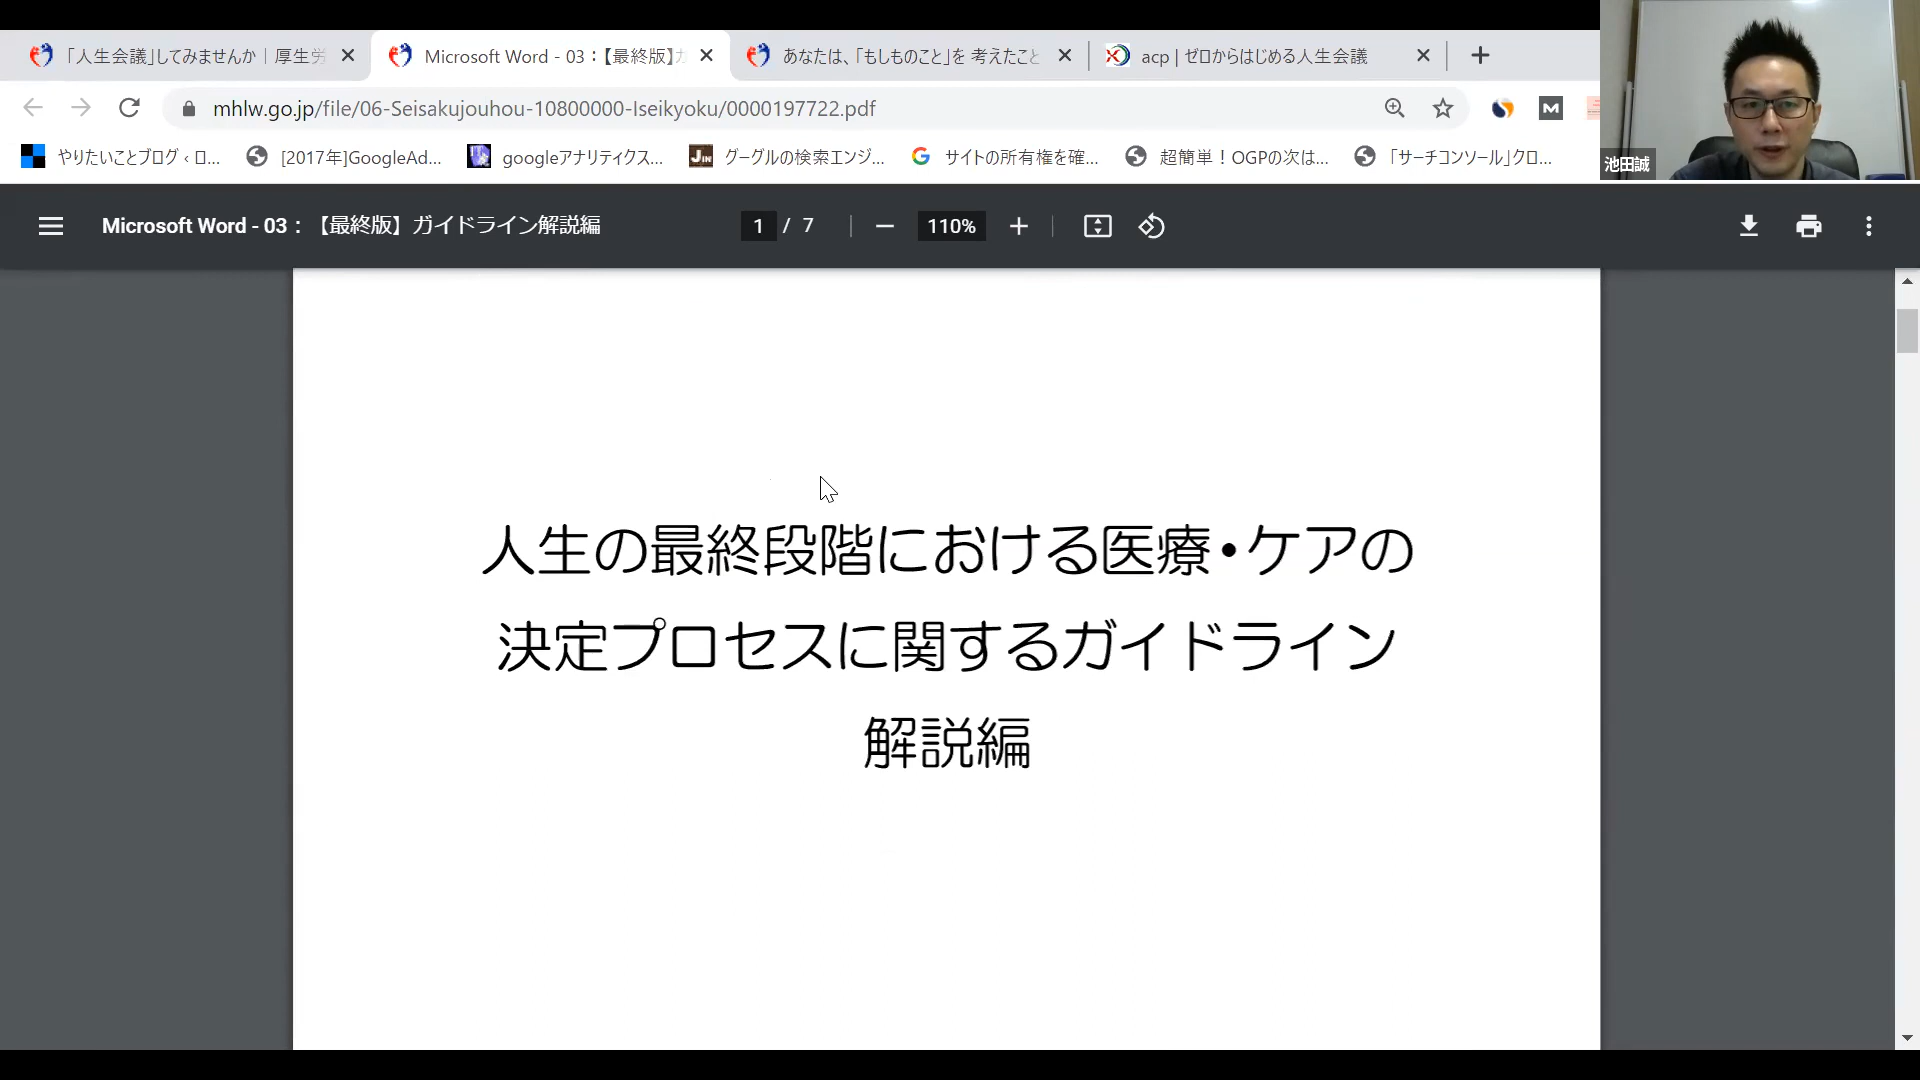 「人生会議」してみませんか｜厚生労
Microsoft Word - 03：【最終版】ガ
あなたは、「もしものこと」を 考えたこと
acp | ゼロからはじめる人生会議
mhlw.go.jp/file/06-Seisakujouhou-10800000-Iseikyoku/0000197722.pdf
やりたいことブログ ‹ ロ...
[2017年]GoogleAd...
googleアナリティクス...
グーグルの検索エンジ...
サイトの所有権を確...
超簡単！OGPの次は...
「サーチコンソール」クロ...
池田誠
Microsoft Word - 03：【最終版】ガイドライン解説編
1 / 7
110%
人生の最終段階における医療・ケアの
決定プロセスに関するガイドライン
解説編